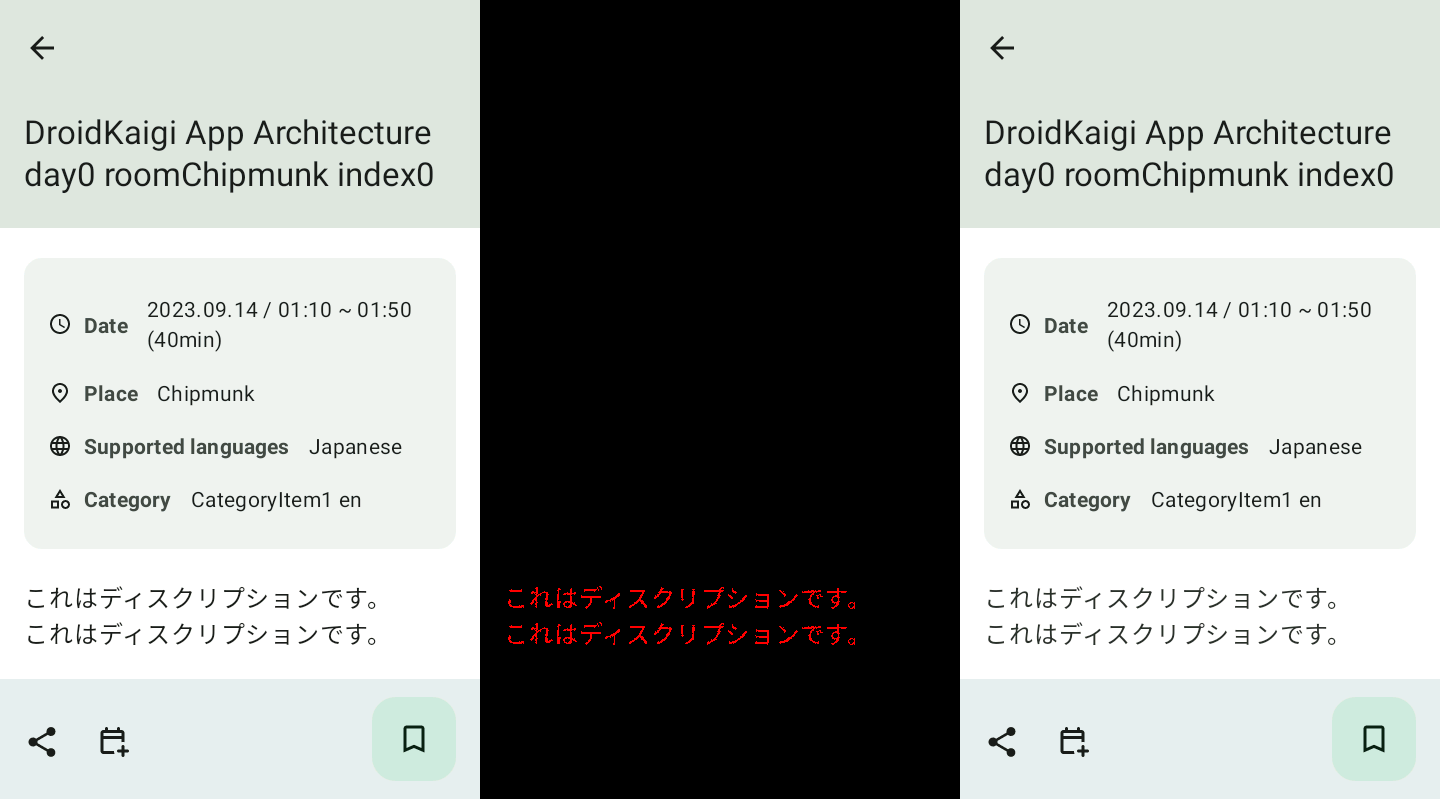 DroidKaigi App Architecture
day0 roomChipmunk index0
Date 2023.09.14 / 01:10 ~ 01:50
(40min)
Place Chipmunk
Supported languages Japanese
Category CategoryItem1 en
これはディスクリプションです。
これはディスクリプションです。
これはディスクリプションです。
これはディスクリプションです。
DroidKaigi App Architecture
day0 roomChipmunk index0
Date 2023.09.14 / 01:10 ~ 01:50
(40min)
Place Chipmunk
Supported languages Japanese
Category CategoryItem1 en
これはディスクリプションです。
これはディスクリプションです。